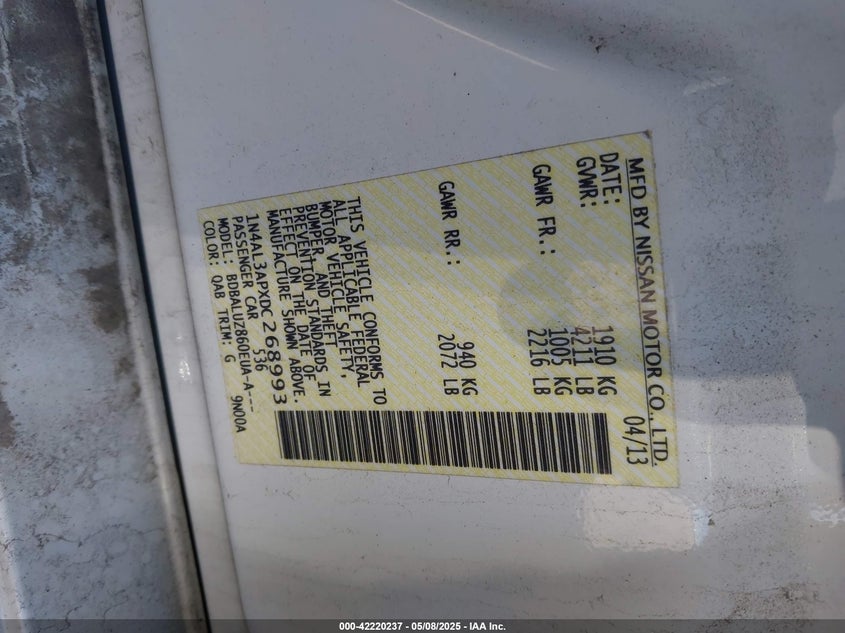 MFD BY NISSAN MOTOR CO., LTD.
DATE: 04/13
GVWR: 1910 KG
4211 LB
GAWR FR.: 1005 KG
2216 LB
GAWR RR.: 940 KG
2072 LB
THIS VEHICLE CONFORMS TO
ALL APPLICABLE FEDERAL
MOTOR VEHICLE SAFETY,
BUMPER, AND THEFT
PREVENTION STANDARDS IN
EFFECT ON THE DATE OF
MANUFACTURE SHOWN ABOVE.
1N4AL3APXDC268993
PASSENGER CAR 536
MODEL: BDBALUZ860EUA-A---
COLOR: QAB TRIM: G 9N00A
000-42220237 - 05/08/2025 - IAA Inc.